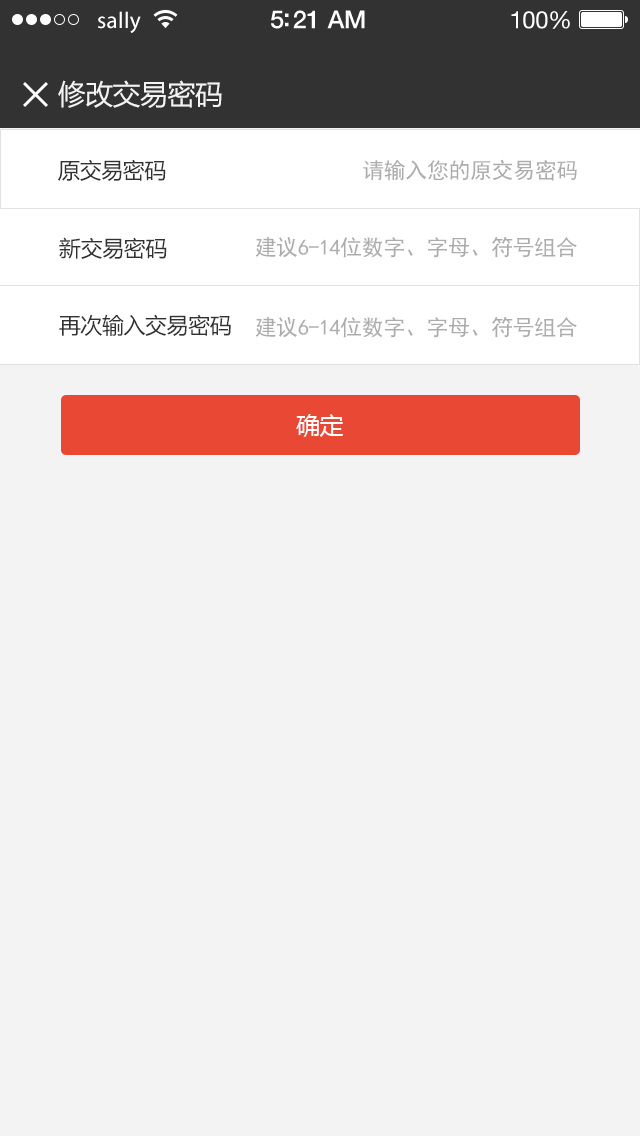 sally 5:21 AM 100%
修改交易密码
原交易密码 请输入您的原交易密码
新交易密码 建议6-14位数字、字母、符号组合
再次输入交易密码 建议6-14位数字、字母、符号组合
确定